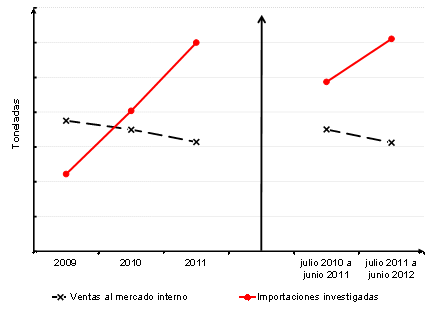 Toneladas
2009
2010
2011
julio 2010 a
junio 2011
julio 2011 a
junio 2012
Ventas al mercado interno
Importaciones investigadas